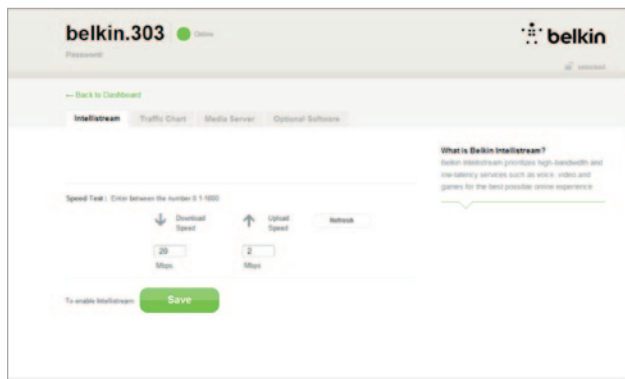 belkin.303 Online
Password:
belkin
unlocked
← Back to Dashboard
Intellistream Traffic Chart Media Server Optional Software
What is Belkin Intellistream?
Belkin Intellistream prioritizes high-bandwidth and
low-latency services such as voice, video and
games for the best possible online experience
Speed Test : Enter between the number 0.1-1000
Download
Speed
Upload
Speed
Refresh
20
Mbps
2
Mbps
To enable Intellistream:
Save